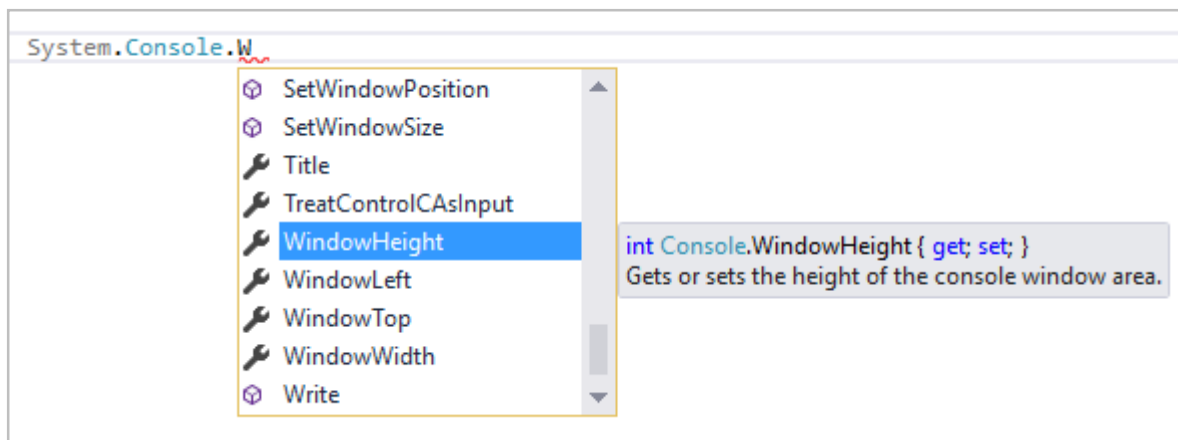 System.Console.W
SetWindowPosition
SetWindowSize
Title
TreatControlCAsInput
WindowHeight
int Console.WindowHeight { get; set; }
Gets or sets the height of the console window area.
WindowLeft
WindowTop
WindowWidth
Write